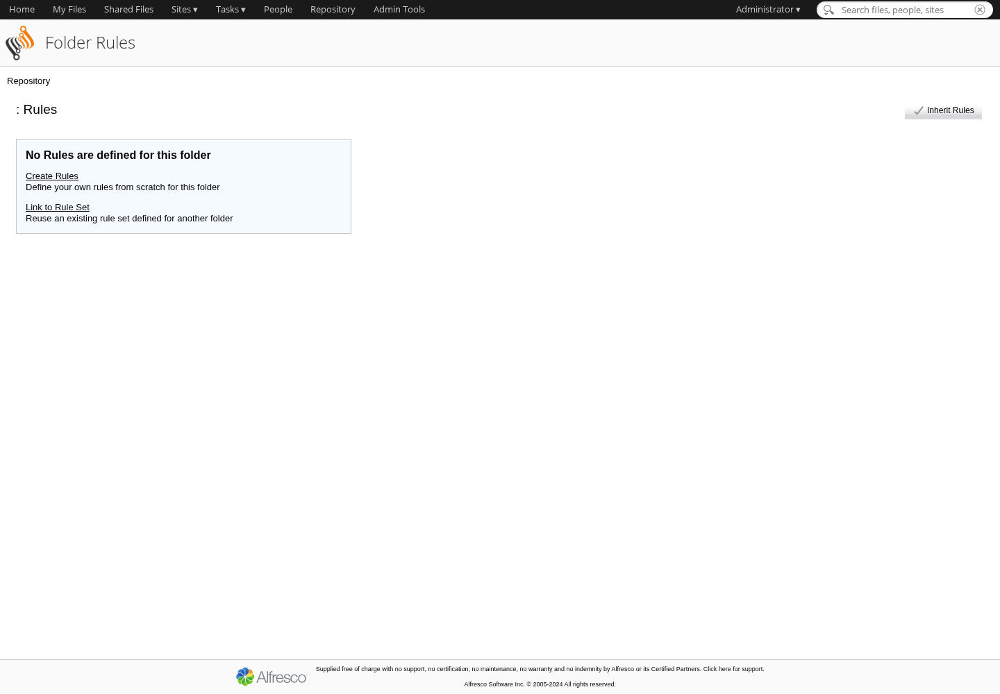 Home My Files Shared Files Sites ▾ Tasks ▾ People Repository Admin Tools Administrator ▾ Search files, people, sites
Folder Rules
Repository
: Rules
Inherit Rules
No Rules are defined for this folder
Create Rules
Define your own rules from scratch for this folder
Link to Rule Set
Reuse an existing rule set defined for another folder
Alfresco
Supplied free of charge with no support, no certification, no maintenance, no warranty and no indemnity by Alfresco or its Certified Partners. Click here for support.
Alfresco Software Inc. © 2005-2024 All rights reserved.